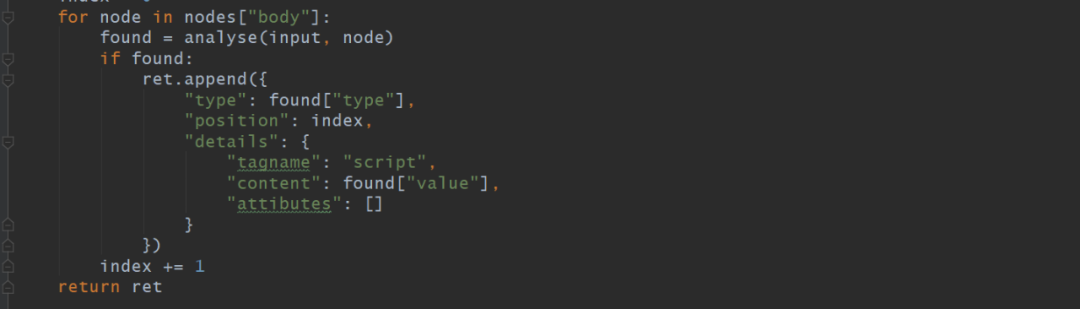 for node in nodes["body"]:
found = analyse(input, node)
if found:
ret.append({
"type": found["type"],
"position": index,
"details": {
"tagname": "script",
"content": found["value"],
"attibutes": []
}
})
index += 1
return ret